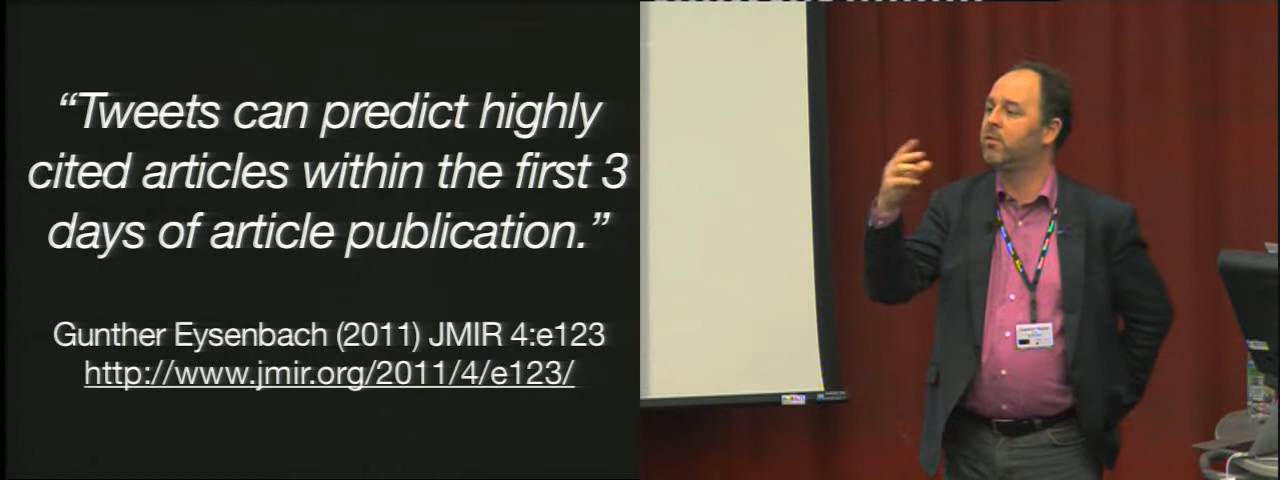 “Tweets can predict highly
cited articles within the first 3
days of article publication.”
Gunther Eysenbach (2011) JMIR 4:e123
http://www.jmir.org/2011/4/e123/